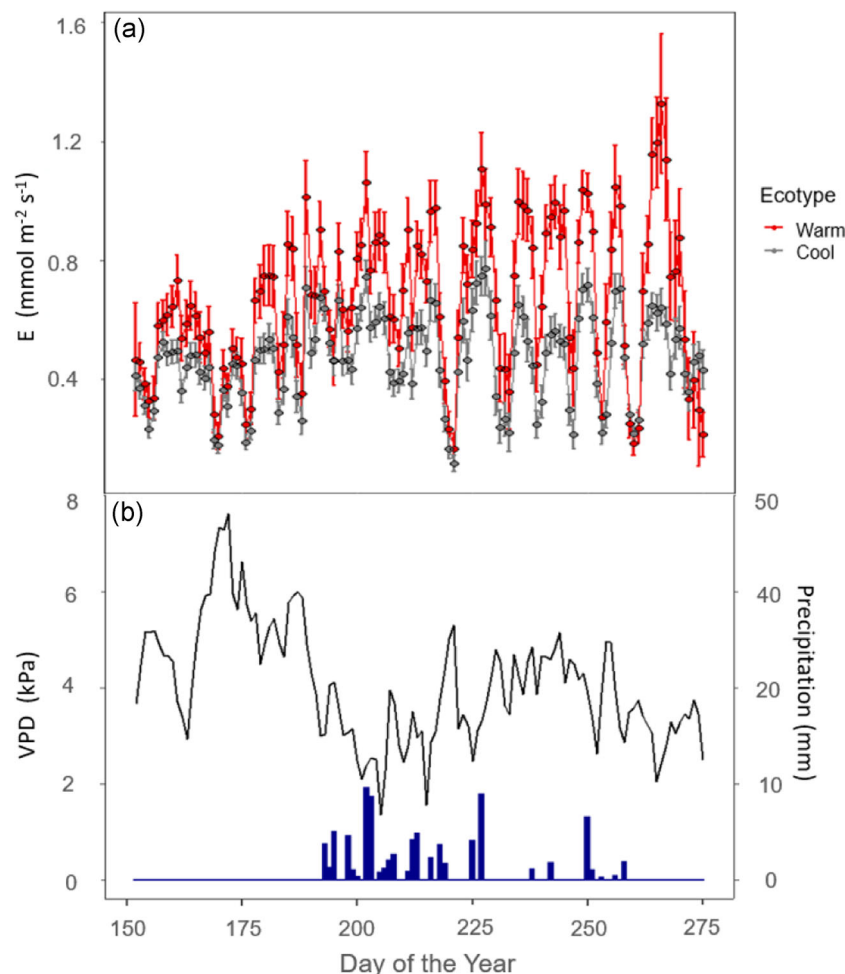 (a)
1.6
1.2
0.8
0.4
E (mmol m⁻² s⁻¹)
Ecotype
Warm
Cool
(b)
8
6
4
2
0
VPD (kPa)
50
40
20
10
0
Precipitation (mm)
150
175
200
225
250
275
Day of the Year